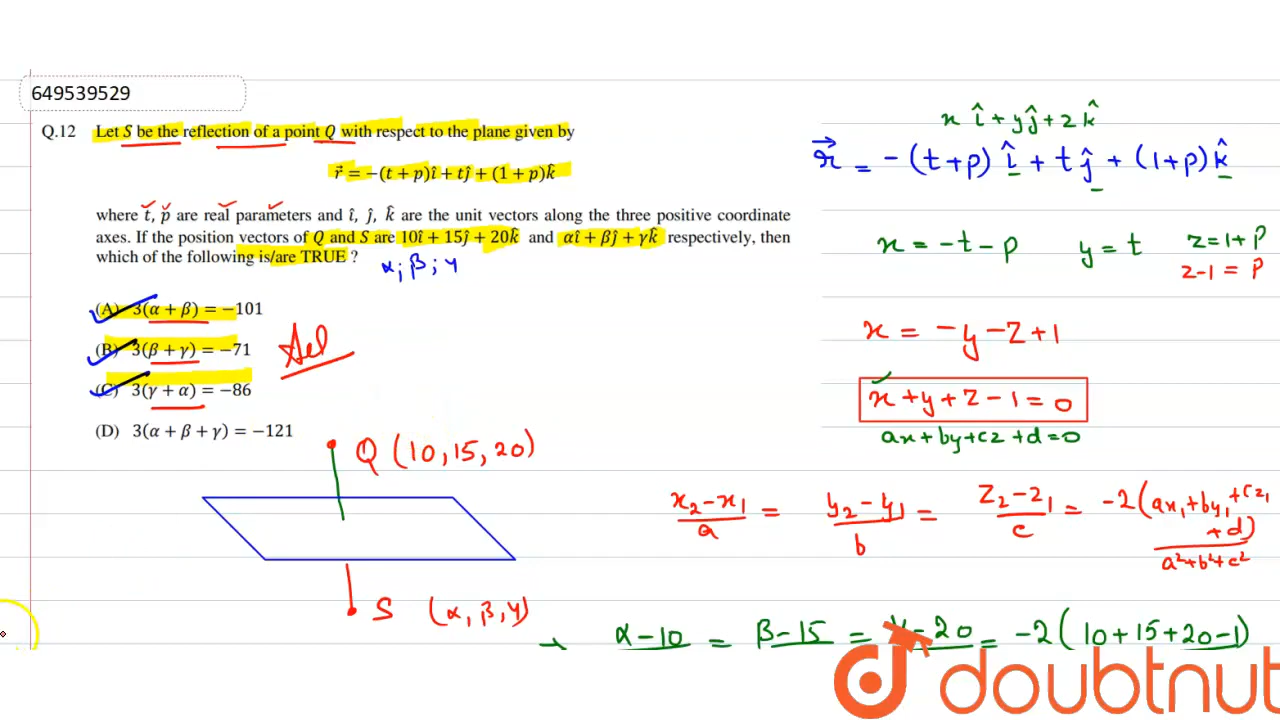 649539529
Q.12 Let S be the reflection of a point Q with respect to the plane given by
r⃗ = −(t + p)î + tĵ + (1 + p)k̂
where t, p are real parameters and î, ĵ, k̂ are the unit vectors along the three positive coordinate
axes. If the position vectors of Q and S are 10î + 15ĵ + 20k̂ and αî + βĵ + γk̂ respectively, then
which of the following is/are TRUE ?
α; β; γ
(A) 3(α + β) = −101
(B) 3(β + γ) = −71
(C) 3(γ + α) = −86
(D) 3(α + β + γ) = −121
Q (10, 15, 20)
S (α, β, γ)
x î + y ĵ + z k̂
r⃗ = −(t+p) î + t ĵ + (1+p) k̂
x = −t − p y = t z = 1 + p
z−1 = p
x = −y − z + 1
x + y + z − 1 = 0
ax + by + cz + d = 0
x₂−x₁/a = y₂−y₁/b = z₂−z₁/c = −2(ax₁+by₁+cz₁+d)/a²+b²+c²
α−10 = β−15 = γ−20 = −2(10+15+20−1)
doubtnut